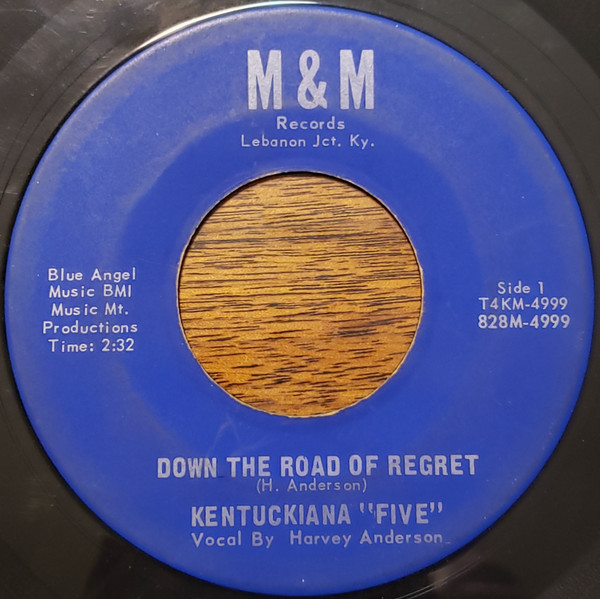 M & M
Records
Lebanon Jct. Ky.
Blue Angel
Music BMI
Music Mt.
Productions
Time: 2:32
Side 1
T4KM-4999
828M-4999
DOWN THE ROAD OF REGRET
(H. Anderson)
KENTUCKIANA "FIVE"
Vocal By Harvey Anderson